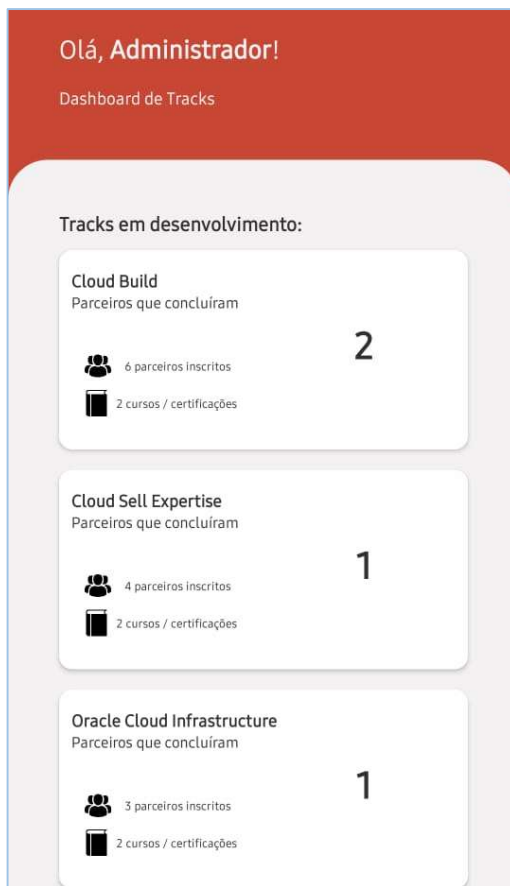 Olá, Administrador!
Dashboard de Tracks
Tracks em desenvolvimento:
Cloud Build
Parceiros que concluíram
2
6 parceiros inscritos
2 cursos / certificações
Cloud Sell Expertise
Parceiros que concluíram
1
4 parceiros inscritos
2 cursos / certificações
Oracle Cloud Infrastructure
Parceiros que concluíram
1
3 parceiros inscritos
2 cursos / certificações